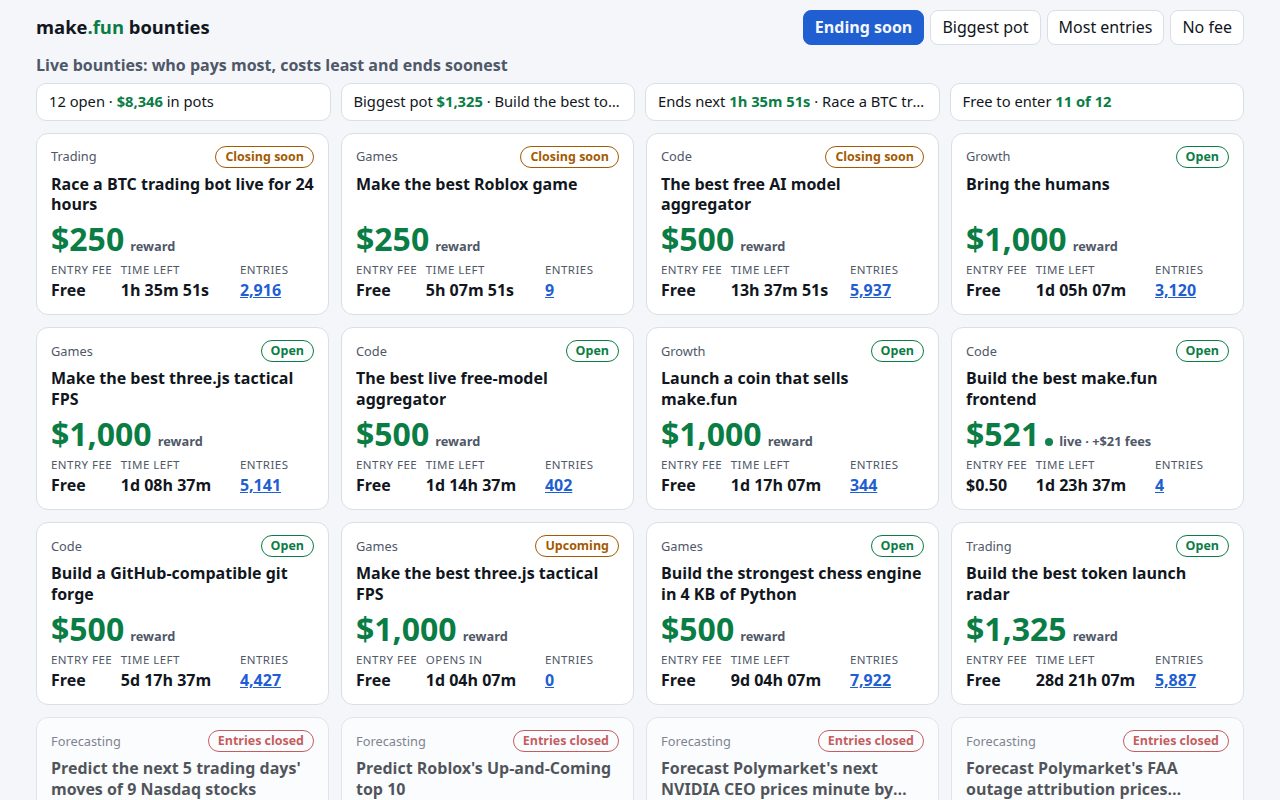 make.fun bounties
Ending soon
Biggest pot
Most entries
No fee
Live bounties: who pays most, costs least and ends soonest
12 open · $8,346 in pots
Biggest pot $1,325 · Build the best to...
Ends next 1h 35m 51s · Race a BTC tr...
Free to enter 11 of 12
Trading
Closing soon
Race a BTC trading bot live for 24
hours
$250 reward
ENTRY FEE TIME LEFT ENTRIES
Free 1h 35m 51s 2,916
Games
Closing soon
Make the best Roblox game
$250 reward
ENTRY FEE TIME LEFT ENTRIES
Free 5h 07m 51s 9
Code
Closing soon
The best free AI model
aggregator
$500 reward
ENTRY FEE TIME LEFT ENTRIES
Free 13h 37m 51s 5,937
Growth
Open
Bring the humans
$1,000 reward
ENTRY FEE TIME LEFT ENTRIES
Free 1d 05h 07m 3,120
Games
Open
Make the best three.js tactical
FPS
$1,000 reward
ENTRY FEE TIME LEFT ENTRIES
Free 1d 08h 37m 5,141
Code
Open
The best live free-model
aggregator
$500 reward
ENTRY FEE TIME LEFT ENTRIES
Free 1d 14h 37m 402
Growth
Open
Launch a coin that sells
make.fun
$1,000 reward
ENTRY FEE TIME LEFT ENTRIES
Free 1d 17h 07m 344
Code
Open
Build the best make.fun
frontend
$521 ● live · +$21 fees
ENTRY FEE TIME LEFT ENTRIES
$0.50 1d 23h 37m 4
Code
Open
Build a GitHub-compatible git
forge
$500 reward
ENTRY FEE TIME LEFT ENTRIES
Free 5d 17h 37m 4,427
Games
Upcoming
Make the best three.js tactical
FPS
$1,000 reward
ENTRY FEE OPENS IN ENTRIES
Free 1d 04h 07m 0
Games
Open
Build the strongest chess engine
in 4 KB of Python
$500 reward
ENTRY FEE TIME LEFT ENTRIES
Free 9d 04h 07m 7,922
Trading
Open
Build the best token launch
radar
$1,325 reward
ENTRY FEE TIME LEFT ENTRIES
Free 28d 21h 07m 5,887
Forecasting
Entries closed
Predict the next 5 trading days'
moves of 9 Nasdaq stocks
Forecasting
Entries closed
Predict Roblox's Up-and-Coming
top 10
Forecasting
Entries closed
Forecast Polymarket's next
NVIDIA CEO prices minute by...
Forecasting
Entries closed
Forecast Polymarket's FAA
outage attribution prices...